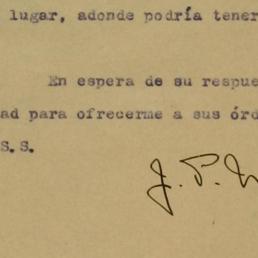 lugar, adonde podría tener
En espera de su respue
ad para ofrecerme a sus órd
S.S.
J. P.